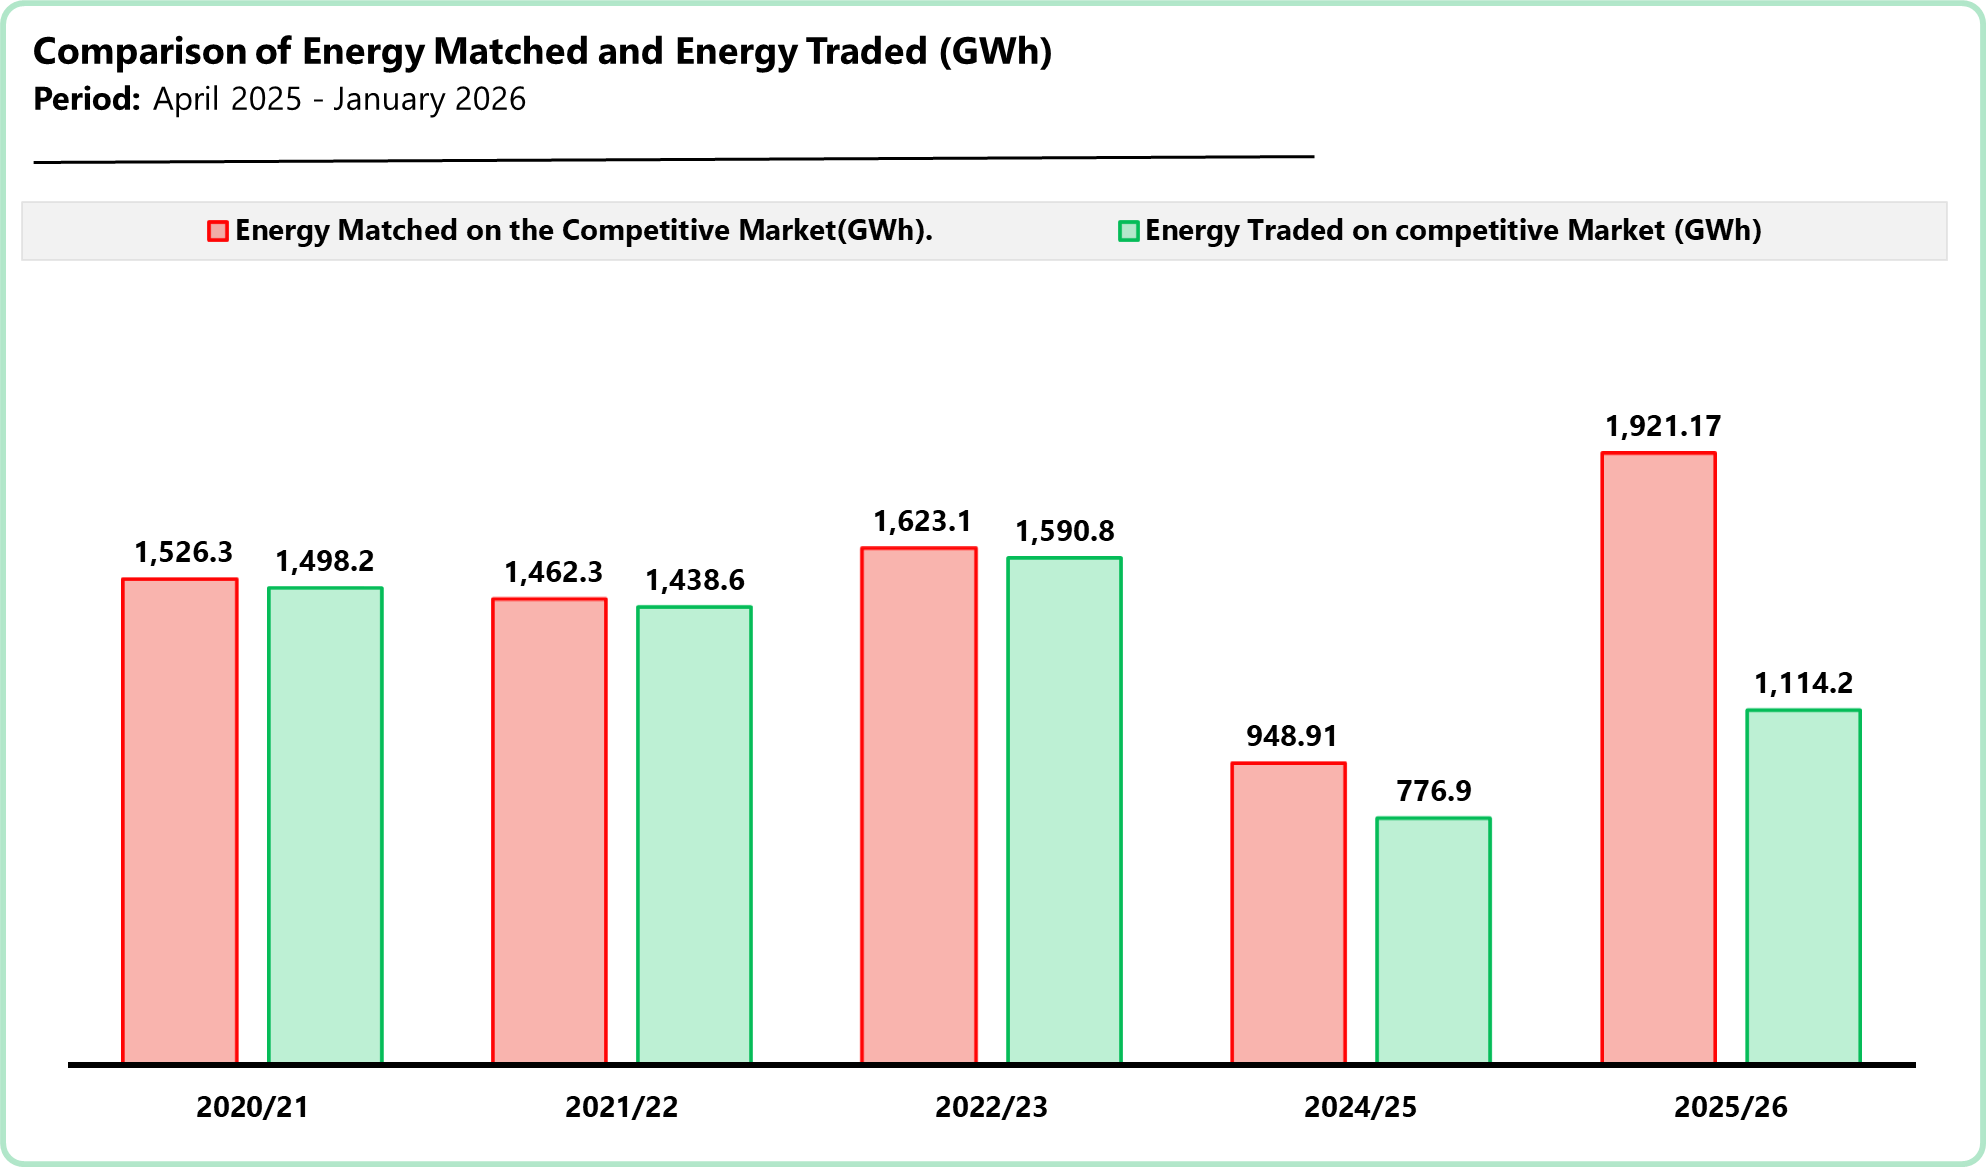 Comparison of Energy Matched and Energy Traded (GWh)
Period: April 2025 - January 2026
Energy Matched on the Competitive Market(GWh). Energy Traded on competitive Market (GWh)
1,921.17
1,623.1 1,590.8
1,526.3 1,498.2
1,462.3 1,438.6
1,114.2
948.91
776.9
2020/21 2021/22 2022/23 2024/25 2025/26